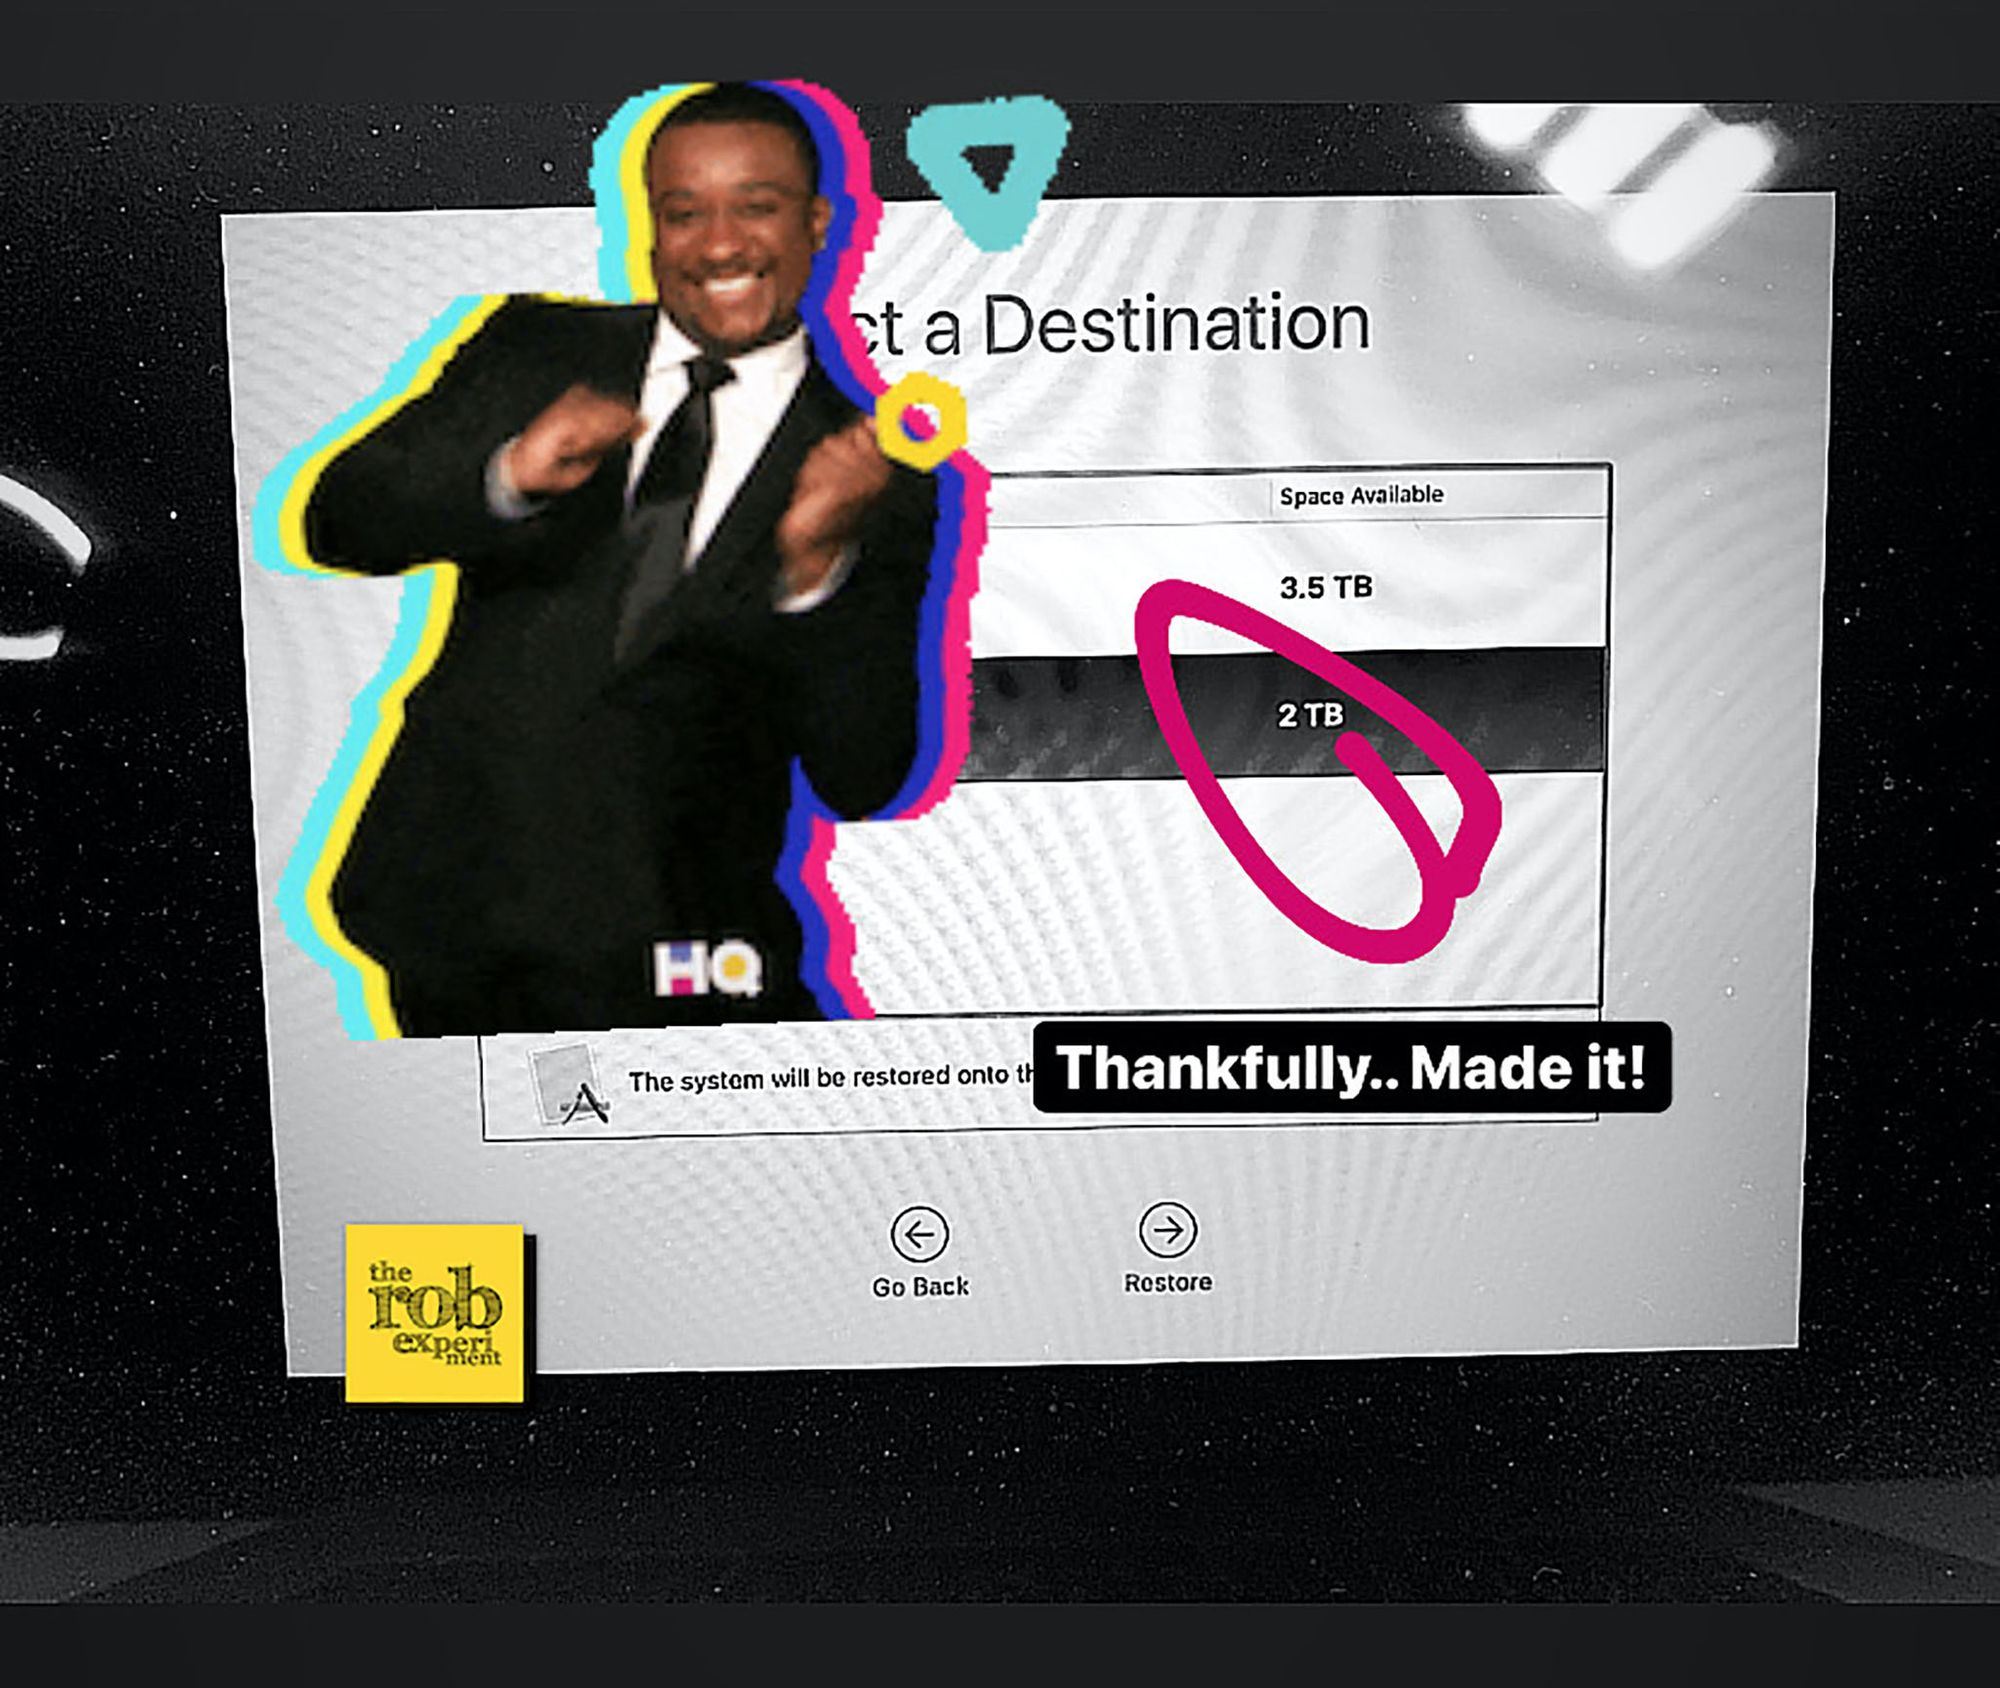 ct a Destination
Space Available
3.5 TB
2 TB
HQ
The system will be restored onto th
Thankfully.. Made it!
Go Back
Restore
the
rob
experi
ment